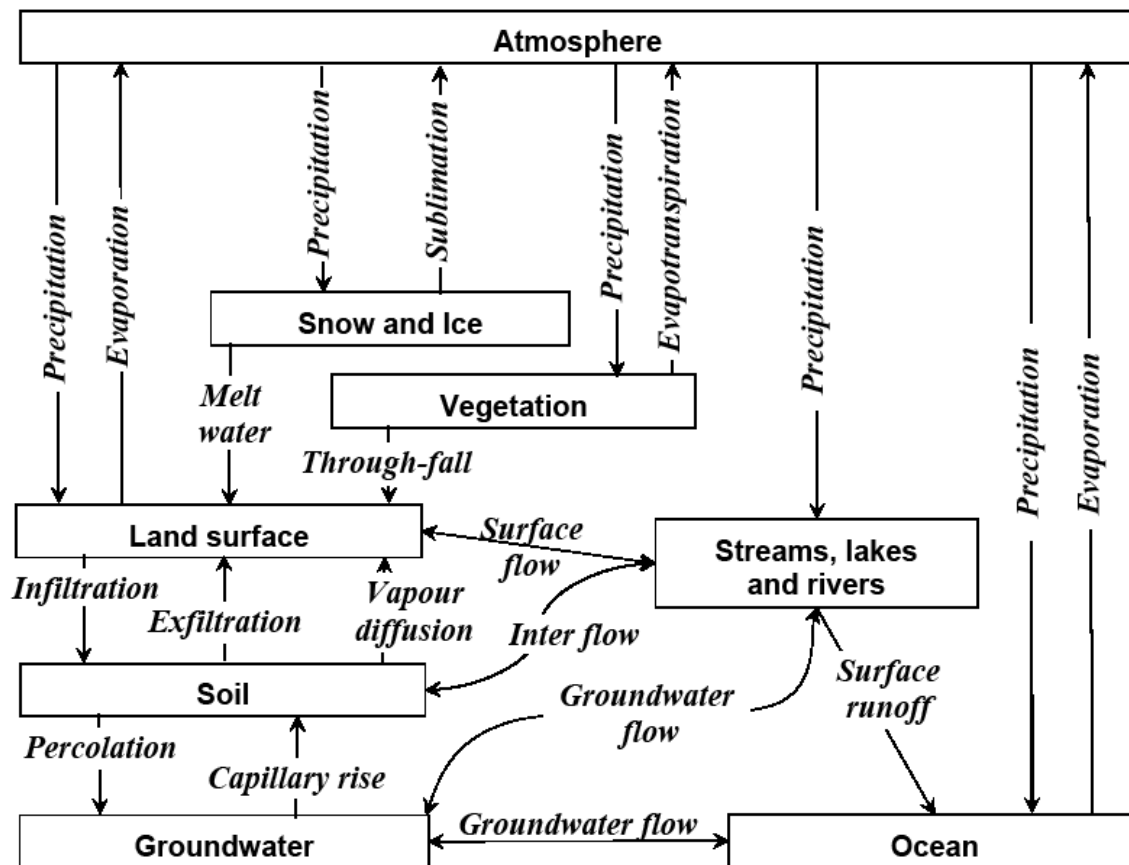 Atmosphere
Precipitation
Evaporation
Precipitation
Sublimation
Precipitation
Evapotranspiration
Precipitation
Precipitation
Evaporation
Snow and Ice
Melt
water
Vegetation
Through-fall
Land surface
Surface
flow
Streams, lakes
and rivers
Infiltration
Exfiltration
Vapour
diffusion
Inter flow
Soil
Groundwater
flow
Surface
runoff
Percolation
Capillary rise
Groundwater
Groundwater flow
Ocean